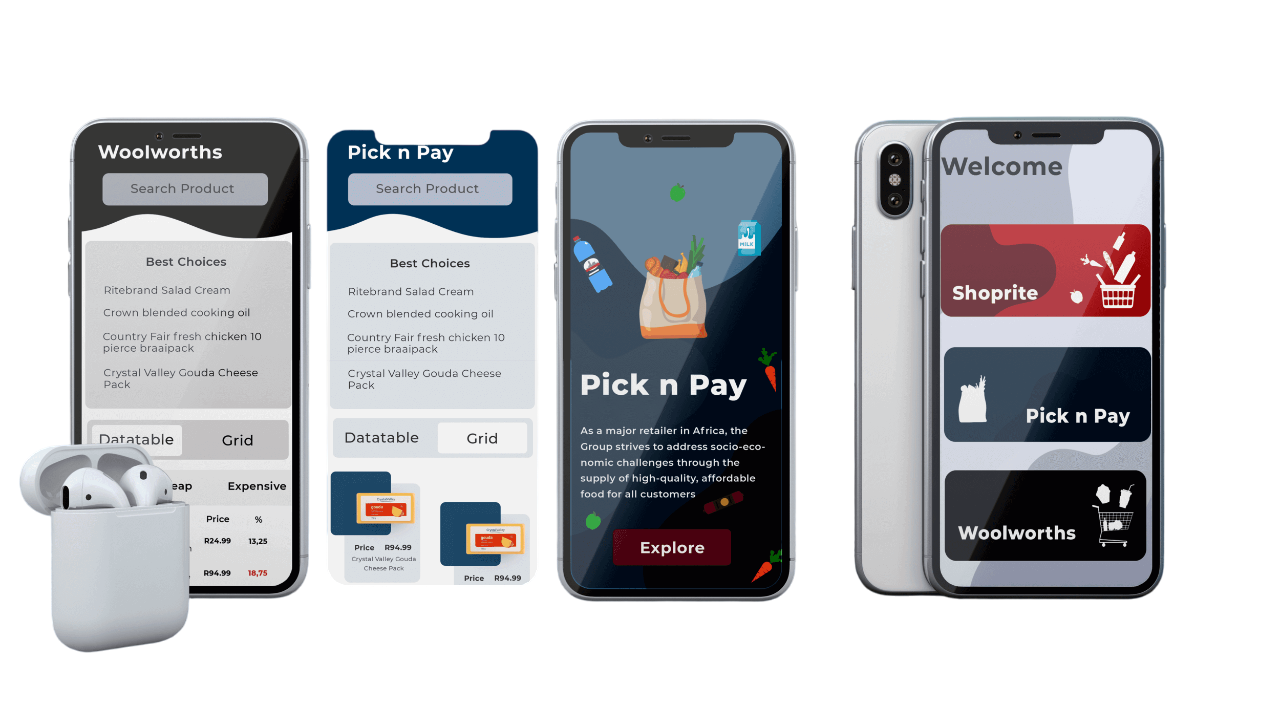 Woolworths
Search Product
Best Choices
Ritebrand Salad Cream
Crown blended cooking oil
Country Fair fresh chicken 10
pierce braaipack
Crystal Valley Gouda Cheese
Pack
Datatable
Grid
eap
Expensive
Price
%
R24.99
13,25
R94.99
18,75
Pick n Pay
Search Product
Best Choices
Ritebrand Salad Cream
Crown blended cooking oil
Country Fair fresh chicken 10
pierce braaipack
Crystal Valley Gouda Cheese
Pack
Datatable
Grid
gouda
Price R94.99
Crystal Valley Gouda
Cheese Pack
gouda
Price R94.99
MILK
Pick n Pay
As a major retailer in Africa, the
Group strives to address socio-eco-
nomic challenges through the
supply of high-quality, affordable
food for all customers
Explore
Welcome
Shoprite
Pick n Pay
Woolworths